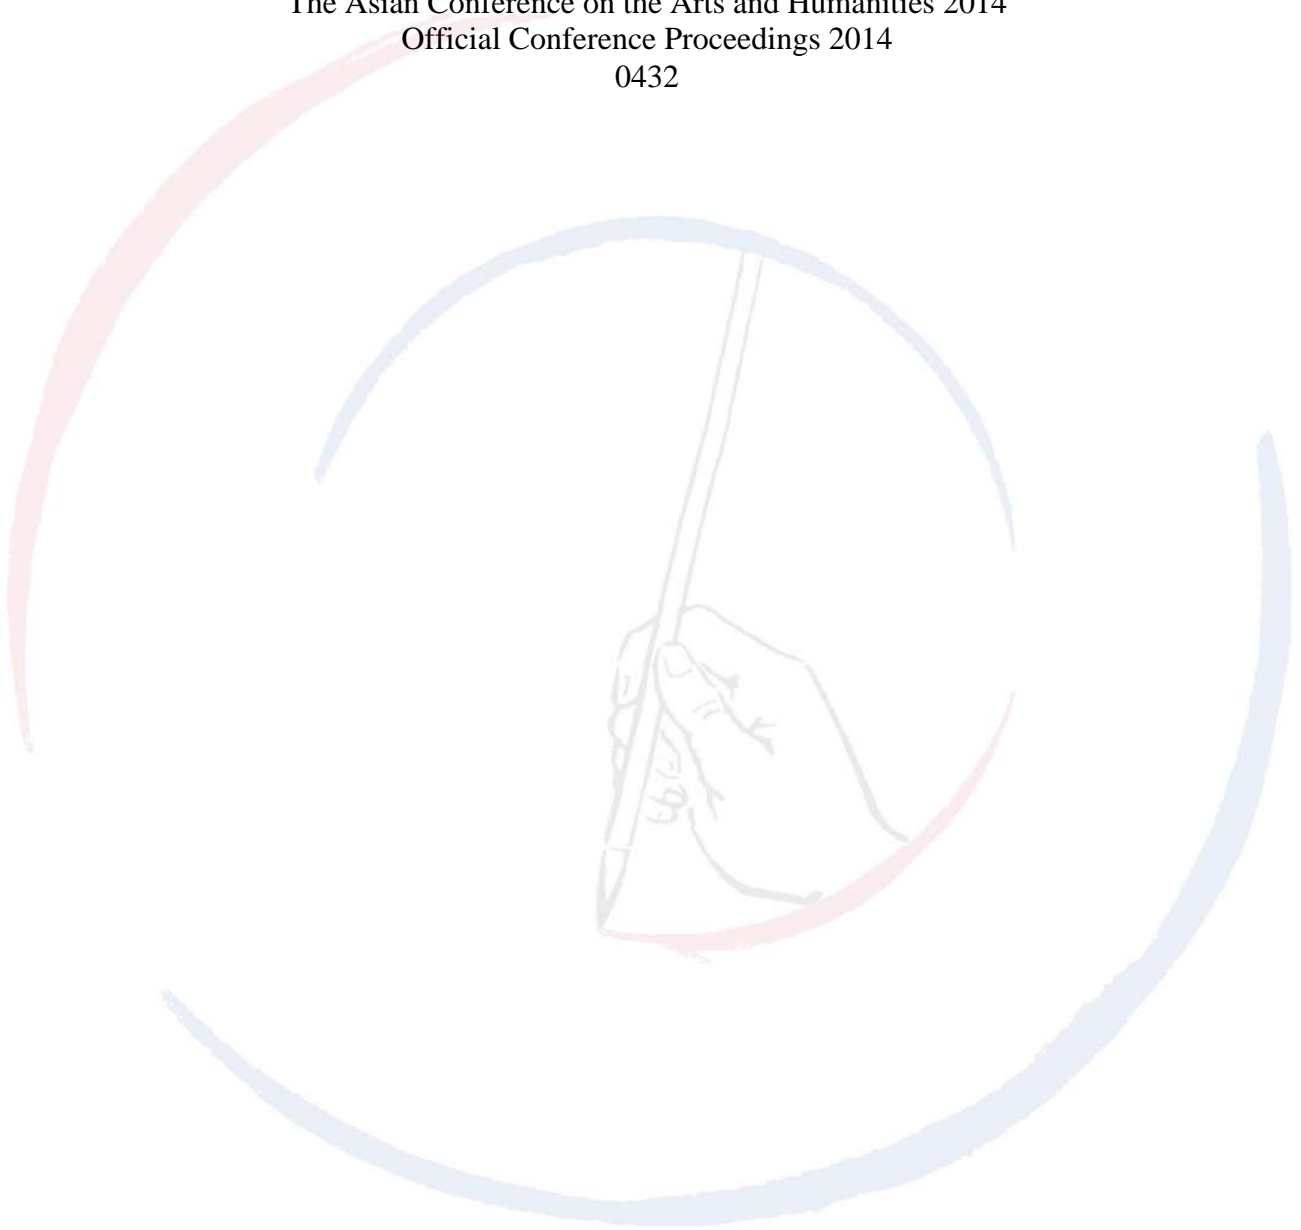 The Asian Conference on the Arts and Humanities 2014
Official Conference Proceedings 2014
0432